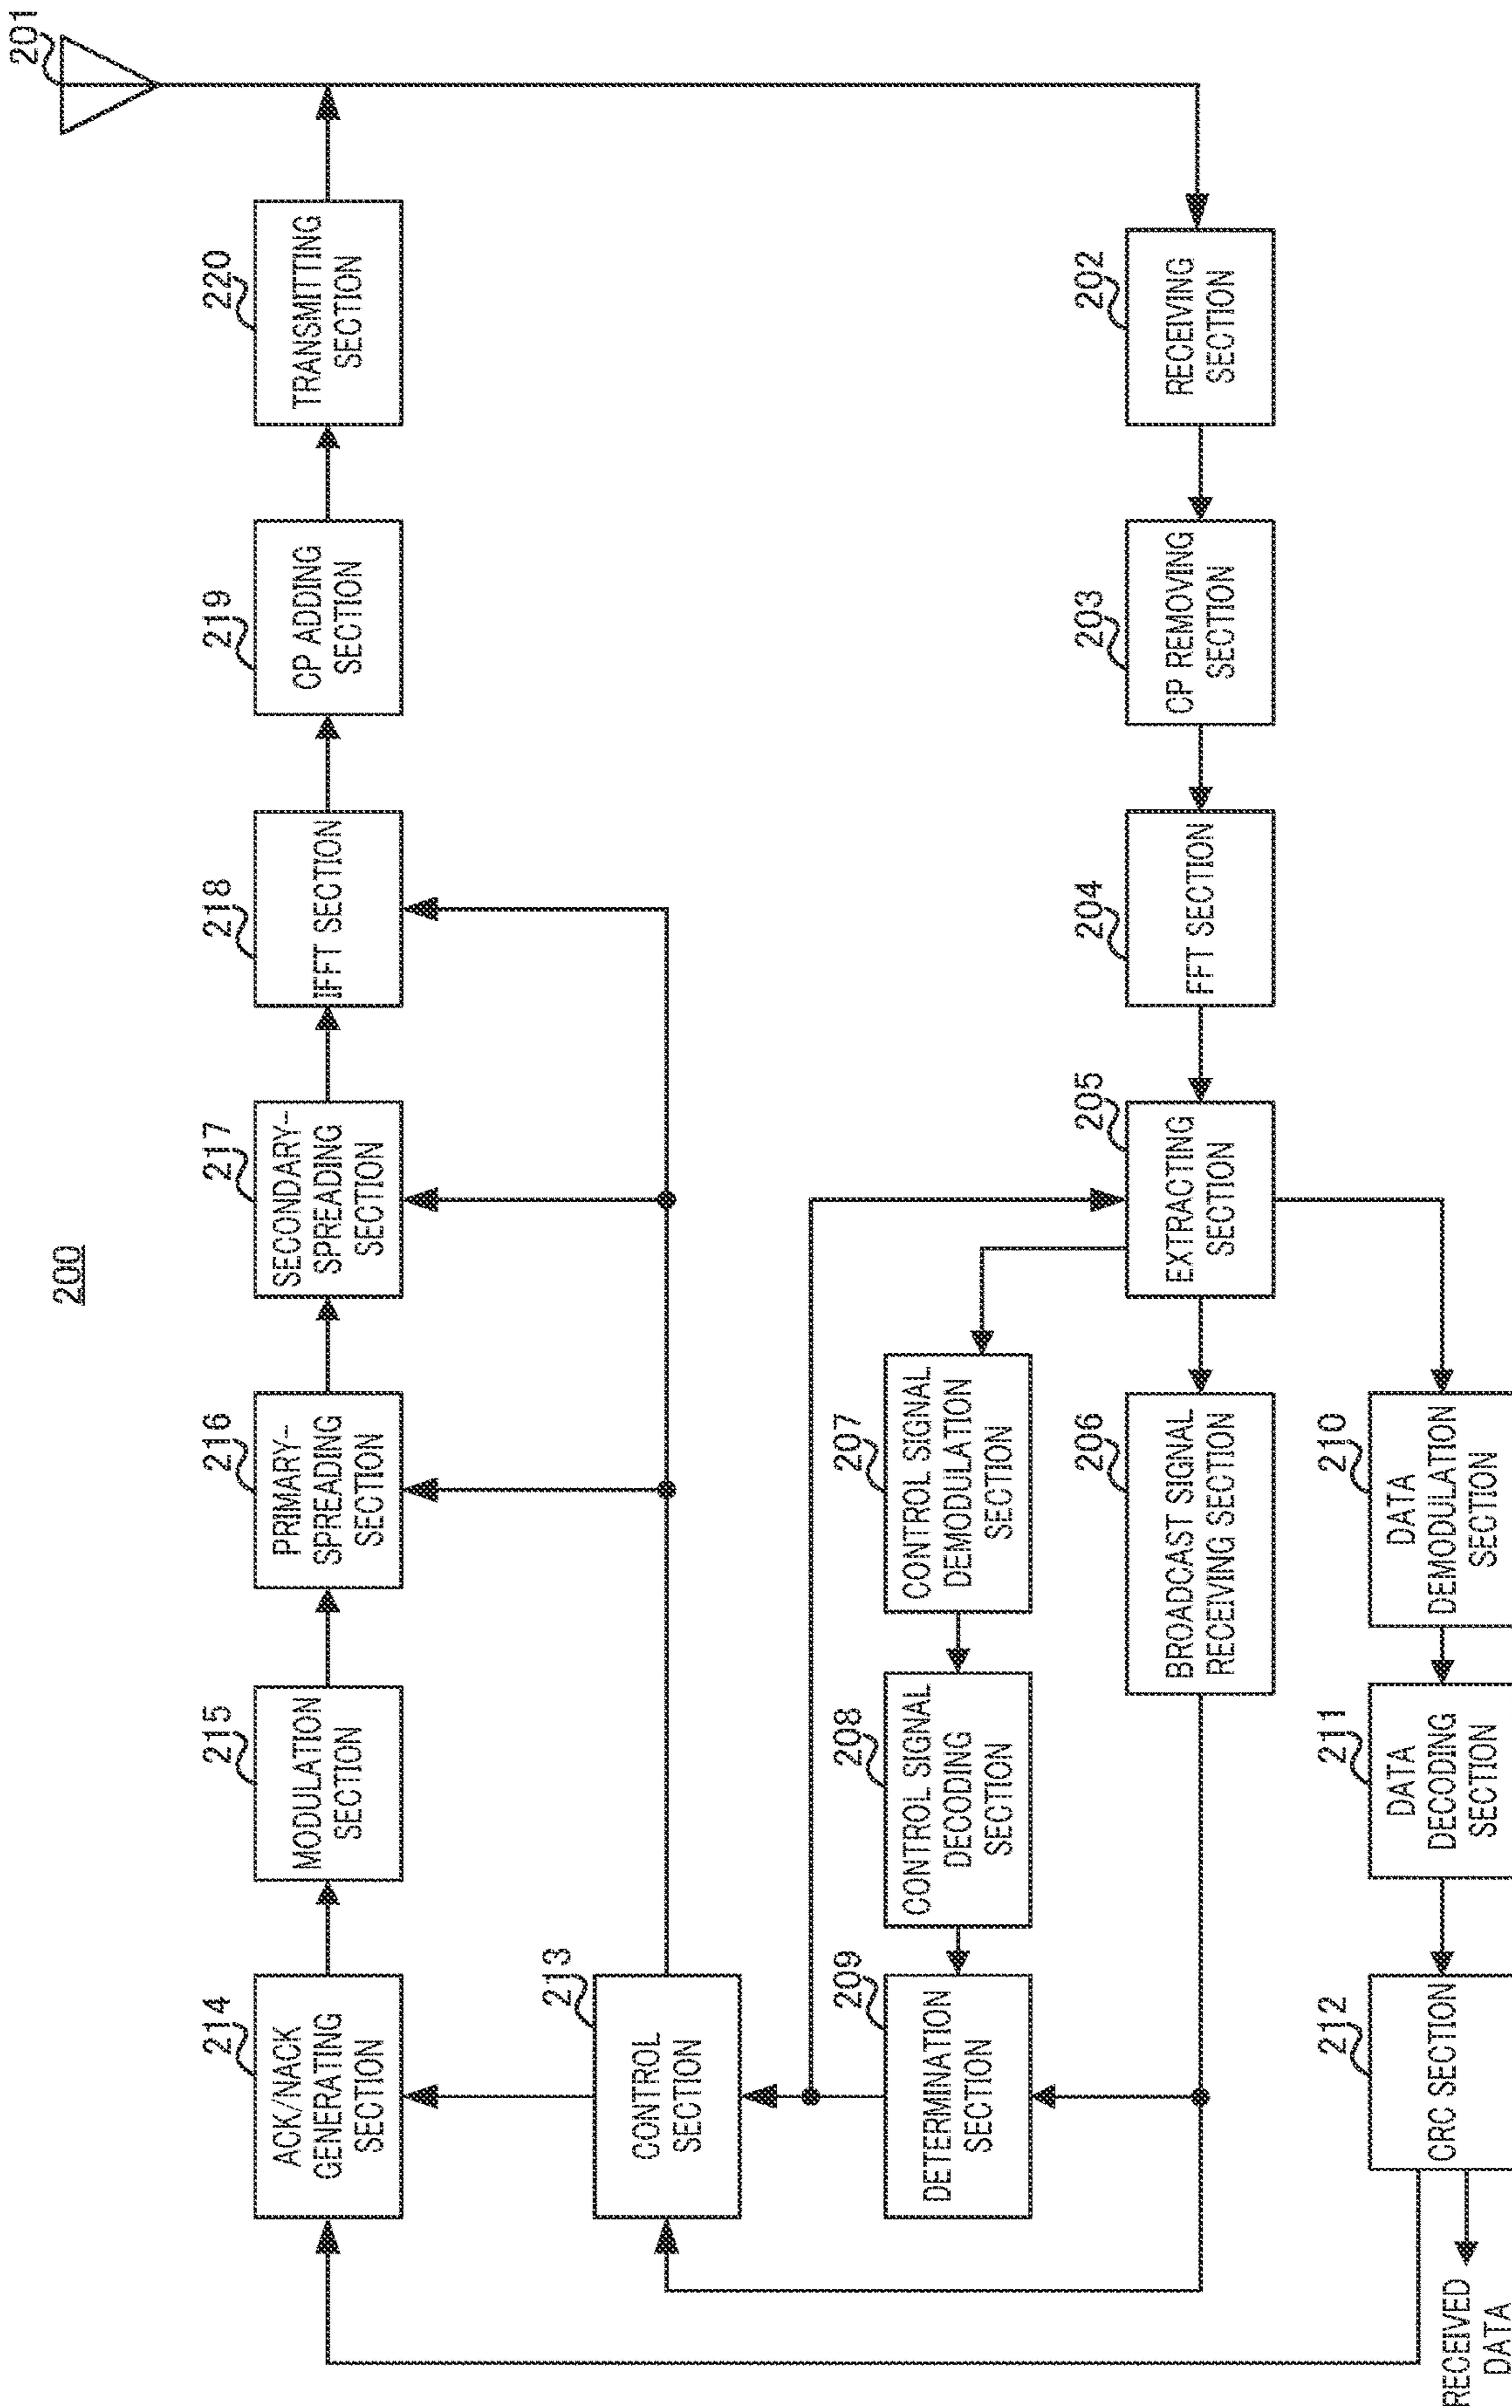 200
201
214
ACK/NACK
GENERATING
SECTION
215
MODULATION
SECTION
216
PRIMARY-
SPREADING
SECTION
217
SECONDARY-
SPREADING
SECTION
218
IFFT SECTION
219
CP ADDING
SECTION
220
TRANSMITTING
SECTION
213
CONTROL
SECTION
209
DETERMINATION
SECTION
208
CONTROL SIGNAL
DECODING
SECTION
207
CONTROL SIGNAL
DEMODULATION
SECTION
206
BROADCAST SIGNAL
RECEIVING SECTION
205
EXTRACTING
SECTION
204
FFT SECTION
203
CP REMOVING
SECTION
202
RECEIVING
SECTION
212
CRC SECTION
211
DATA
DECODING
SECTION
210
DATA
DEMODULATION
SECTION
RECEIVED
DATA